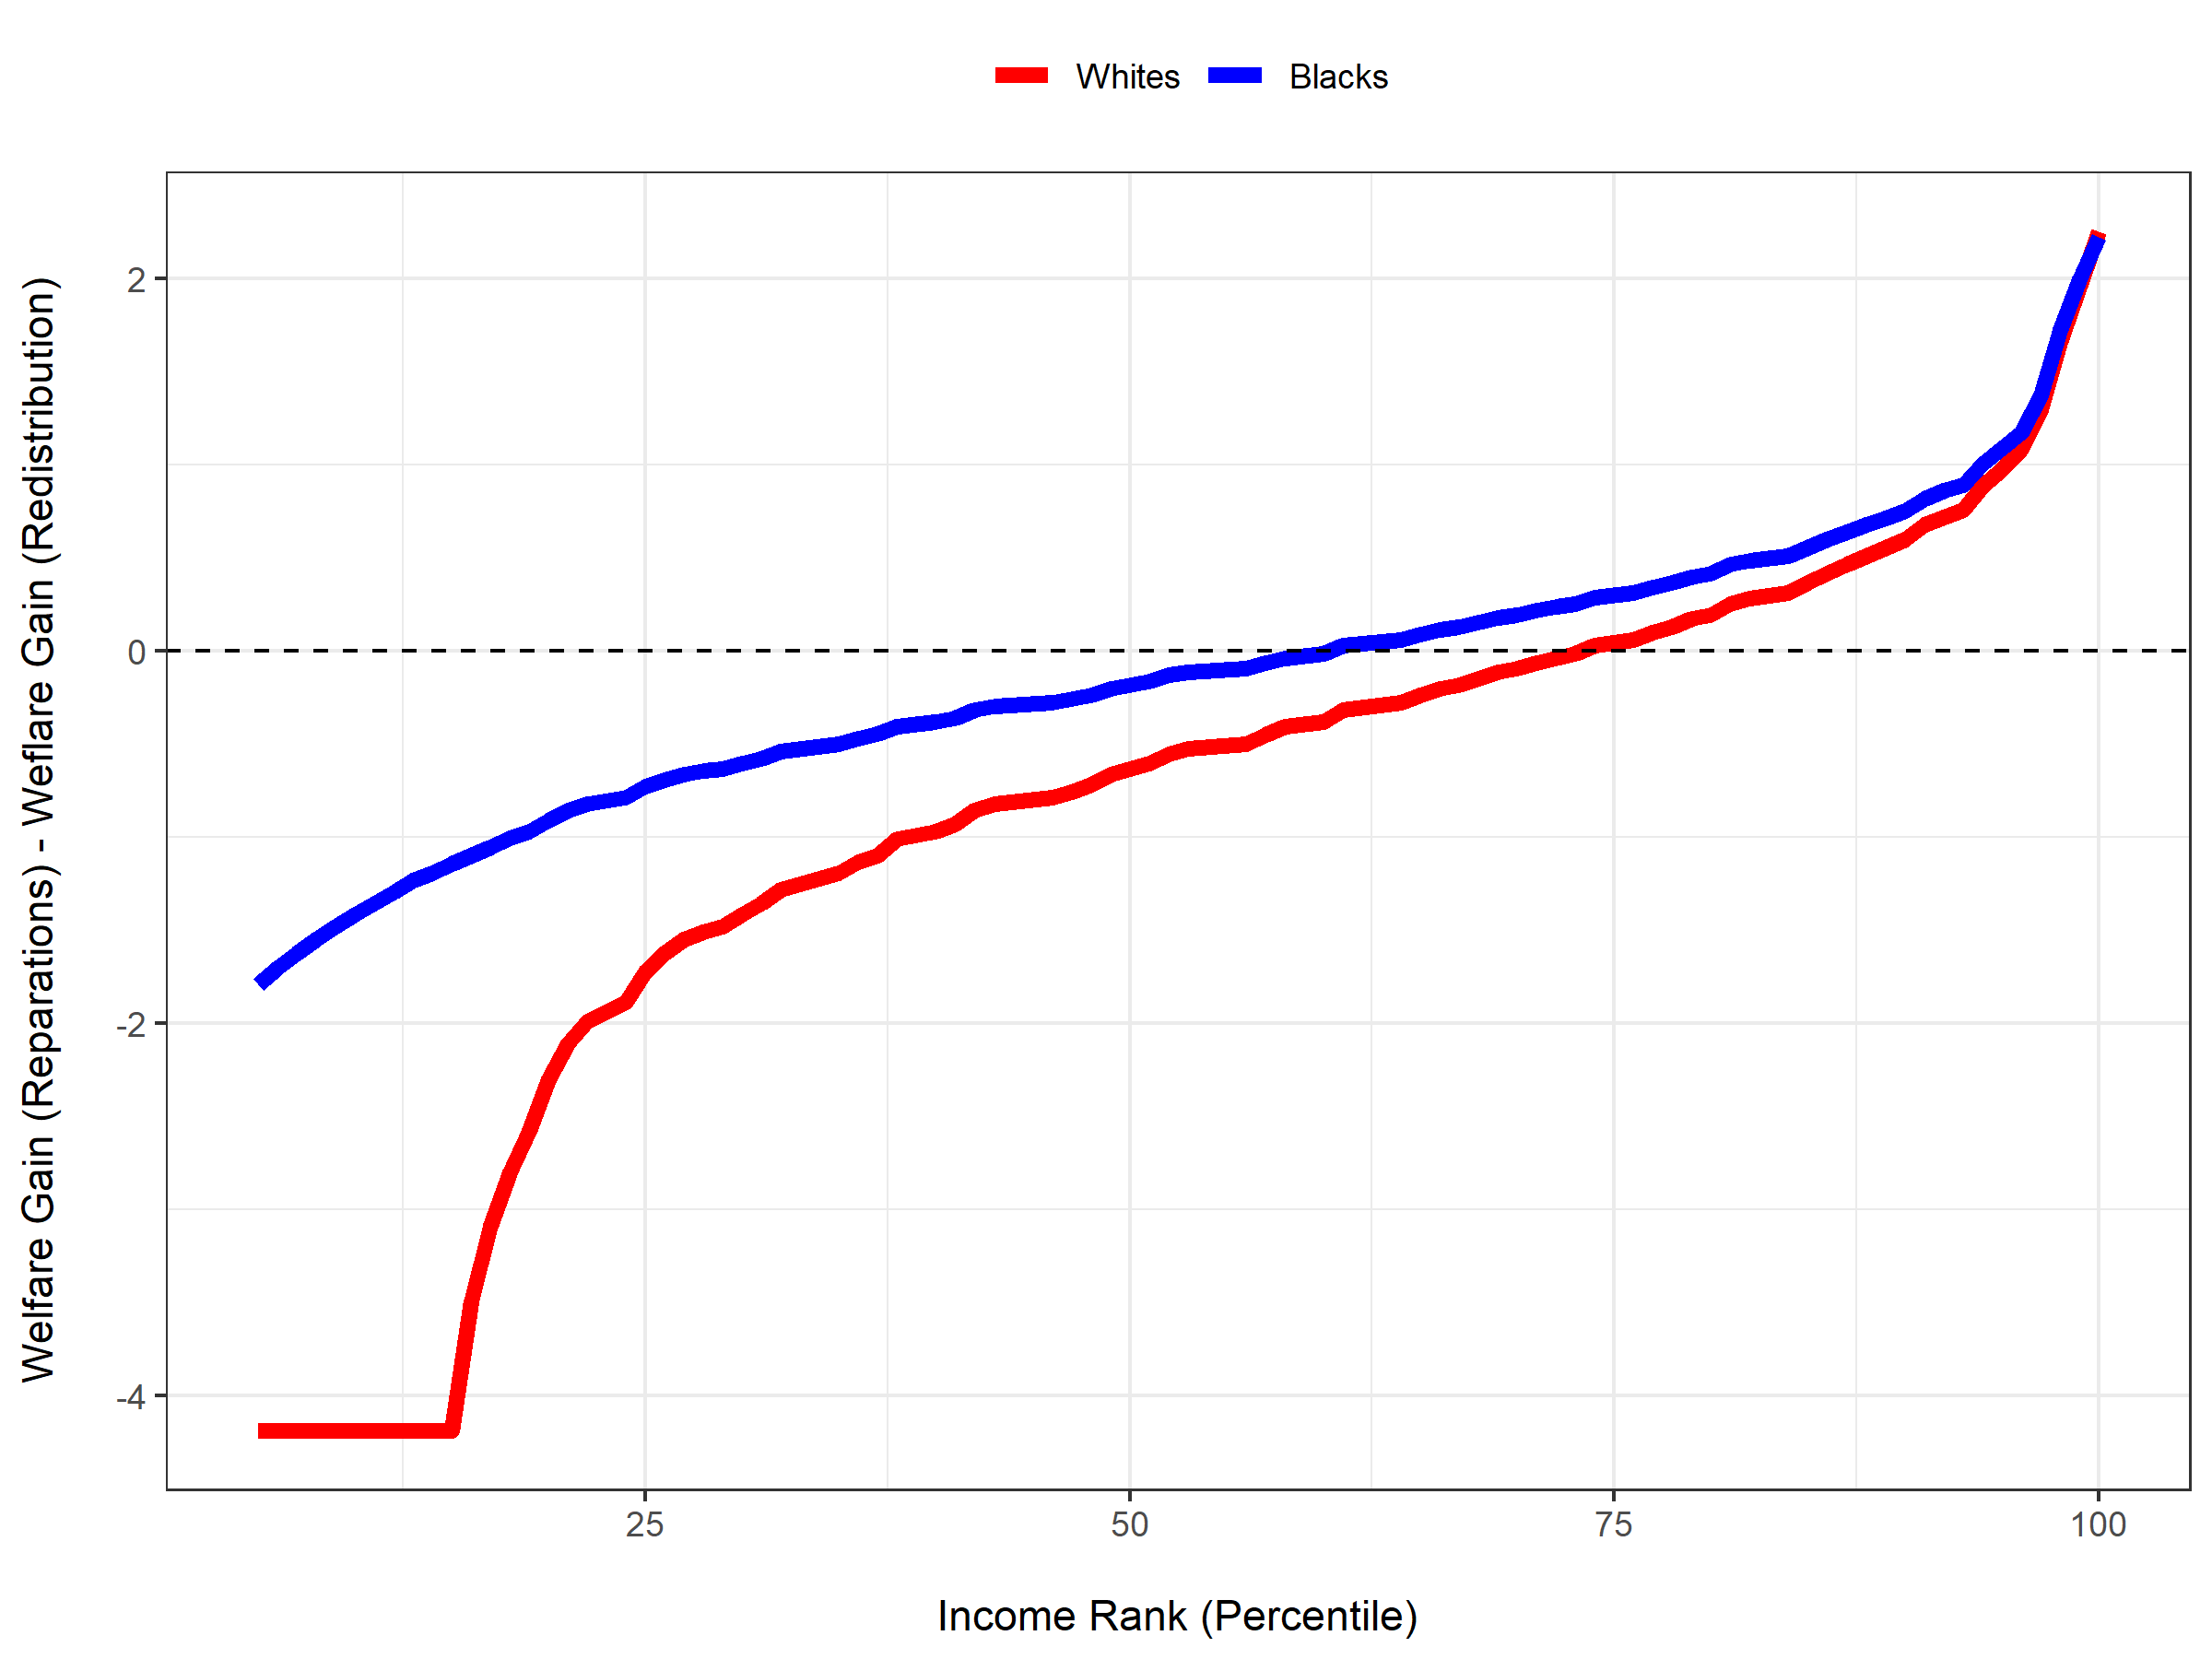 Whites
Blacks
Welfare Gain (Reparations) - Weflare Gain (Redistribution)
2
0
-2
-4
25
50
75
100
Income Rank (Percentile)